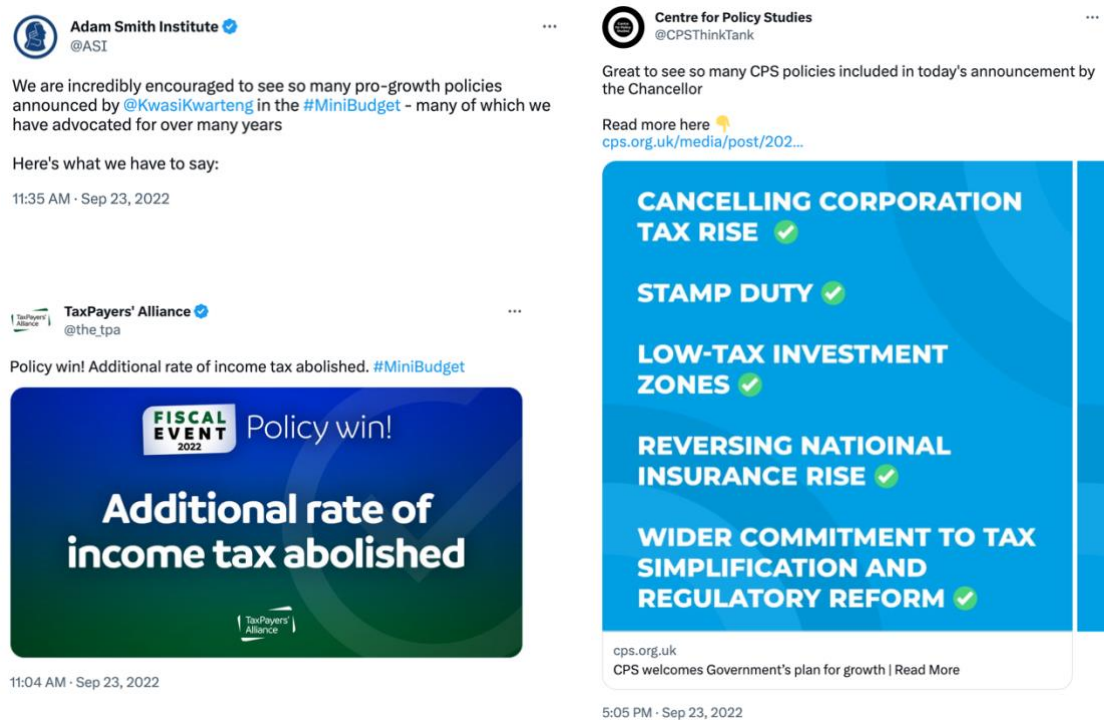 Adam Smith Institute
@ASI
We are incredibly encouraged to see so many pro-growth policies
announced by @KwasiKwarteng in the #MiniBudget - many of which we
have advocated for over many years
Here's what we have to say:
11:35 AM · Sep 23, 2022
TaxPayers' Alliance
TaxPayers' Alliance
@the_tpa
Policy win! Additional rate of income tax abolished. #MiniBudget
FISCAL
EVENT
2022
Policy win!
Additional rate of
income tax abolished
TaxPayers'
Alliance
11:04 AM · Sep 23, 2022
Centre for Policy Studies
@CPSThinkTank
Great to see so many CPS policies included in today's announcement by
the Chancellor
Read more here 👇
cps.org.uk/media/post/202...
CANCELLING CORPORATION
TAX RISE ✅
STAMP DUTY ✅
LOW-TAX INVESTMENT
ZONES ✅
REVERSING NATIOINAL
INSURANCE RISE ✅
WIDER COMMITMENT TO TAX
SIMPLIFICATION AND
REGULATORY REFORM ✅
cps.org.uk
CPS welcomes Government's plan for growth | Read More
5:05 PM · Sep 23, 2022